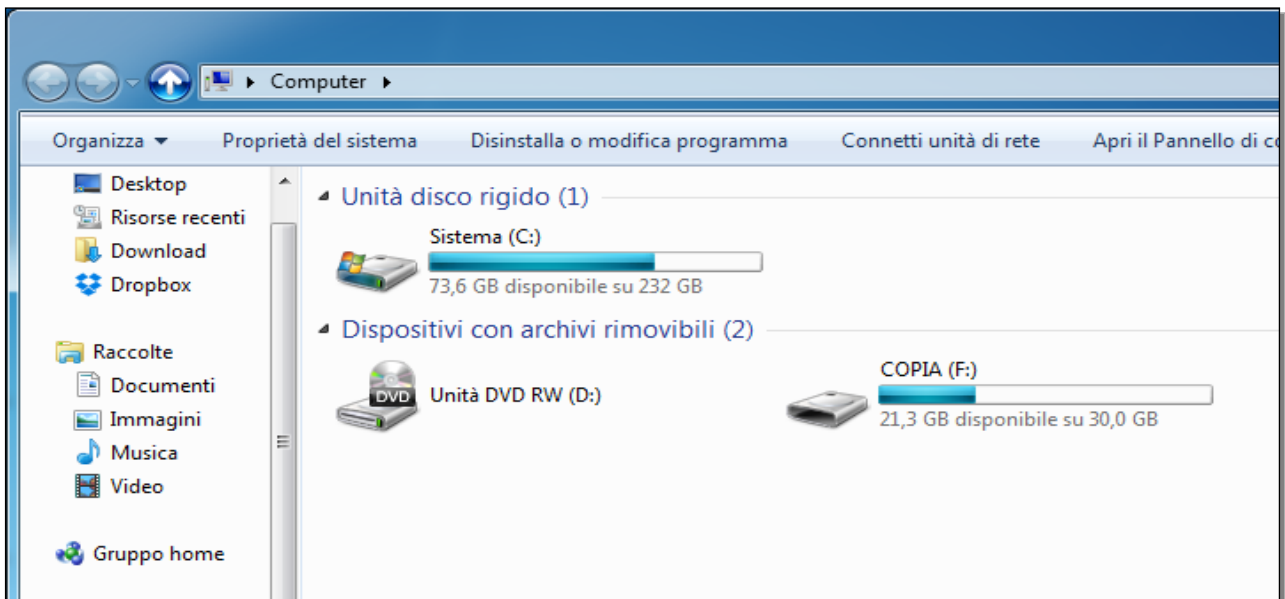 Computer
Organizza Proprietà del sistema Disinstalla o modifica programma Connetti unità di rete Apri il Pannello di
Desktop
Risorse recenti
Download
Dropbox
Raccolte
Documenti
Immagini
Musica
Video
Gruppo home
Unità disco rigido (1)
Sistema (C:)
73,6 GB disponibile su 232 GB
Dispositivi con archivi rimovibili (2)
DVD
Unità DVD RW (D:)
COPIA (F:)
21,3 GB disponibile su 30,0 GB